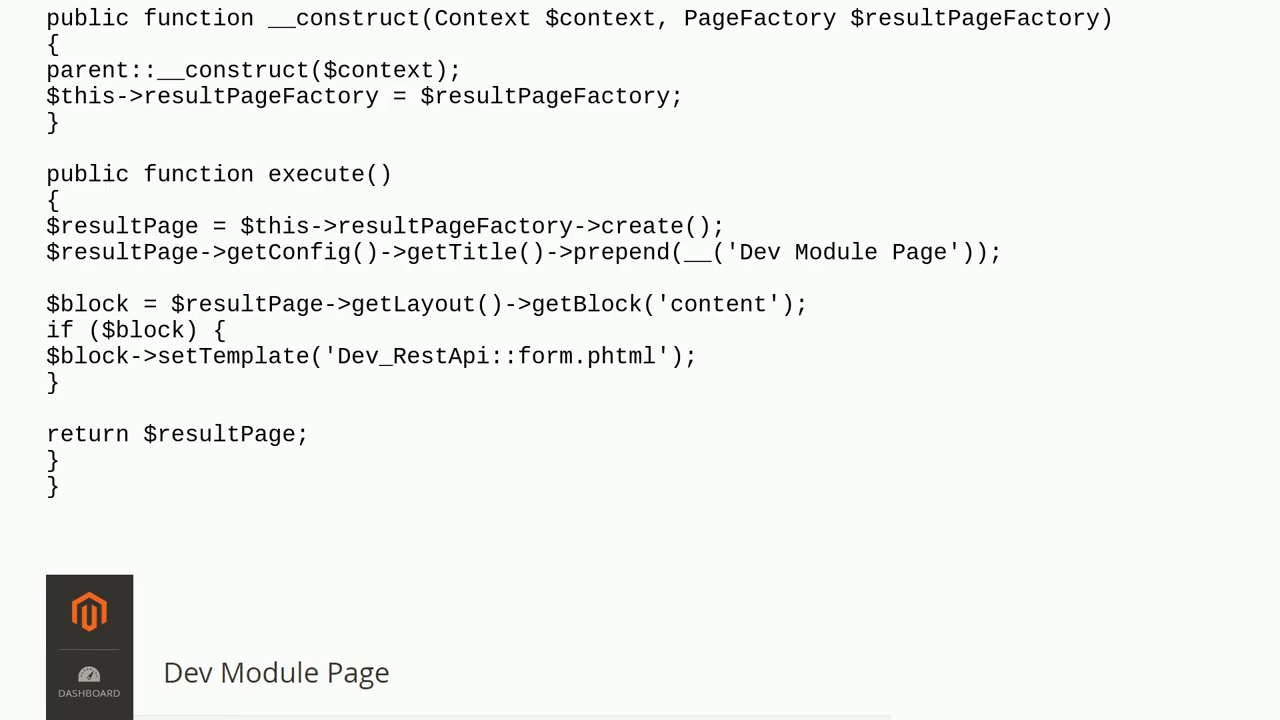 public function __construct(Context $context, PageFactory $resultPageFactory)
{
parent::__construct($context);
$this->resultPageFactory = $resultPageFactory;
}
public function execute()
{
$resultPage = $this->resultPageFactory->create();
$resultPage->getConfig()->getTitle()->prepend(__('Dev Module Page'));
$block = $resultPage->getLayout()->getBlock('content');
if ($block) {
$block->setTemplate('Dev_RestApi::form.phtml');
}
return $resultPage;
}
}
Dev Module Page
DASHBOARD